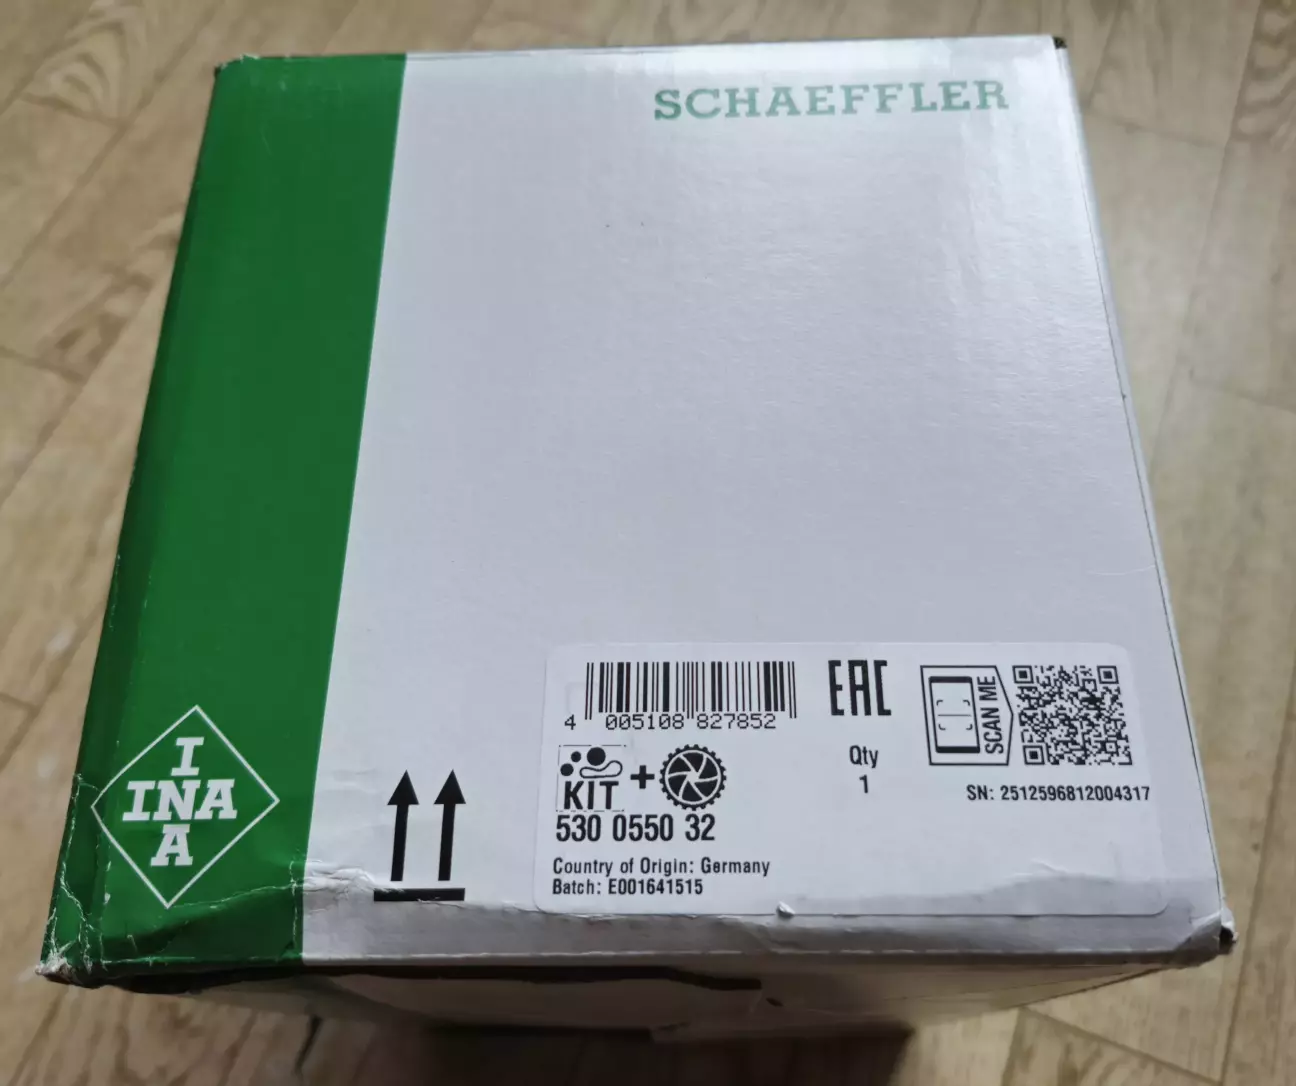 SCHAEFFLER
EAC
SCAN ME
4 005108 827852
KIT +
Qty
1
SN: 2512596812004317
530 0550 32
Country of Origin: Germany
Batch: E001641515
I
INA
A